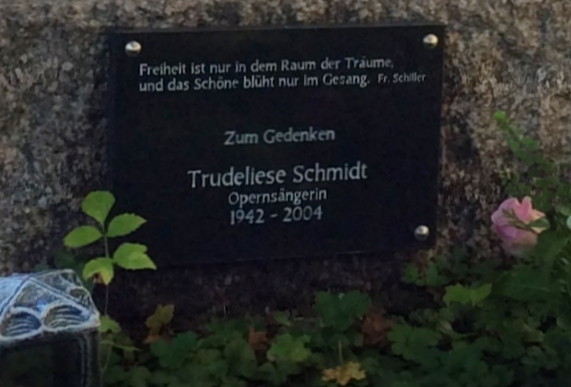 Freiheit ist nur in dem Raum der Träume,
und das Schöne blüht nur im Gesang. Fr. Schiller
Zum Gedenken
Trudeliese Schmidt
Opernsängerin
1942 - 2004